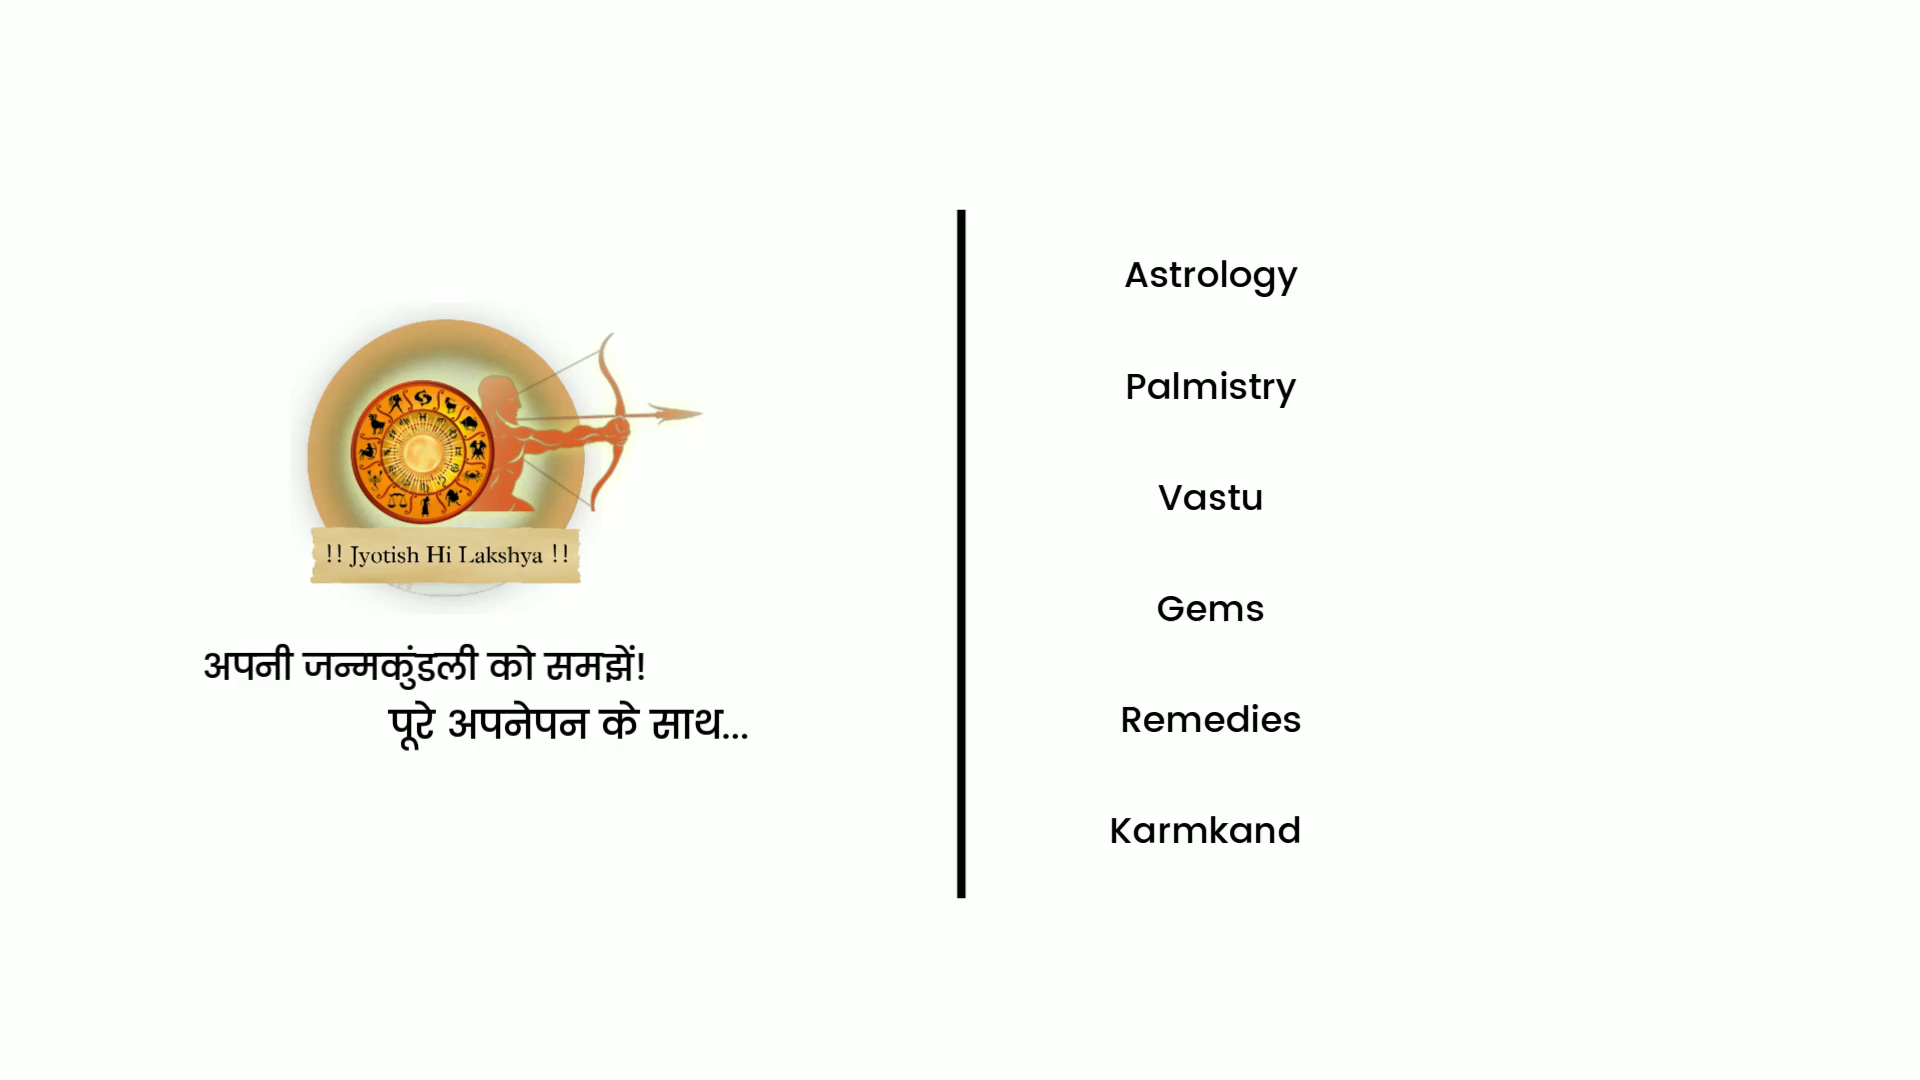 !! Jyotish Hi Lakshya !!
अपनी जन्मकुंडली को समझें!
पूरे अपनेपन के साथ...
Astrology
Palmistry
Vastu
Gems
Remedies
Karmkand